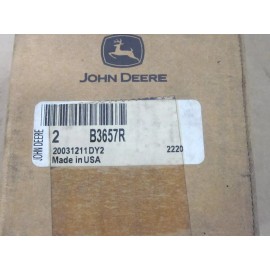 JOHN DEERE
JOHN DEERE
2 B3657R
20031211DY2 2220
Made in USA